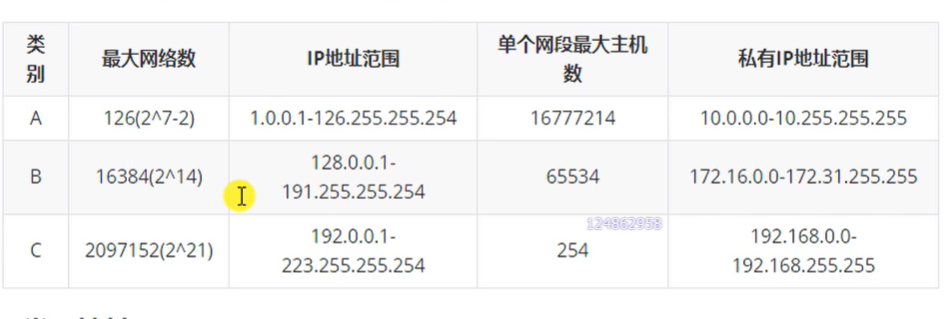 类别
最大网络数
IP地址范围
单个网段最大主机数
私有IP地址范围
A
126(2^7-2)
1.0.0.1-126.255.255.254
16777214
10.0.0.0-10.255.255.255
B
16384(2^14)
128.0.0.1-
191.255.255.254
65534
172.16.0.0-172.31.255.255
124862958
C
2097152(2^21)
192.0.0.1-
223.255.255.254
254
192.168.0.0-
192.168.255.255